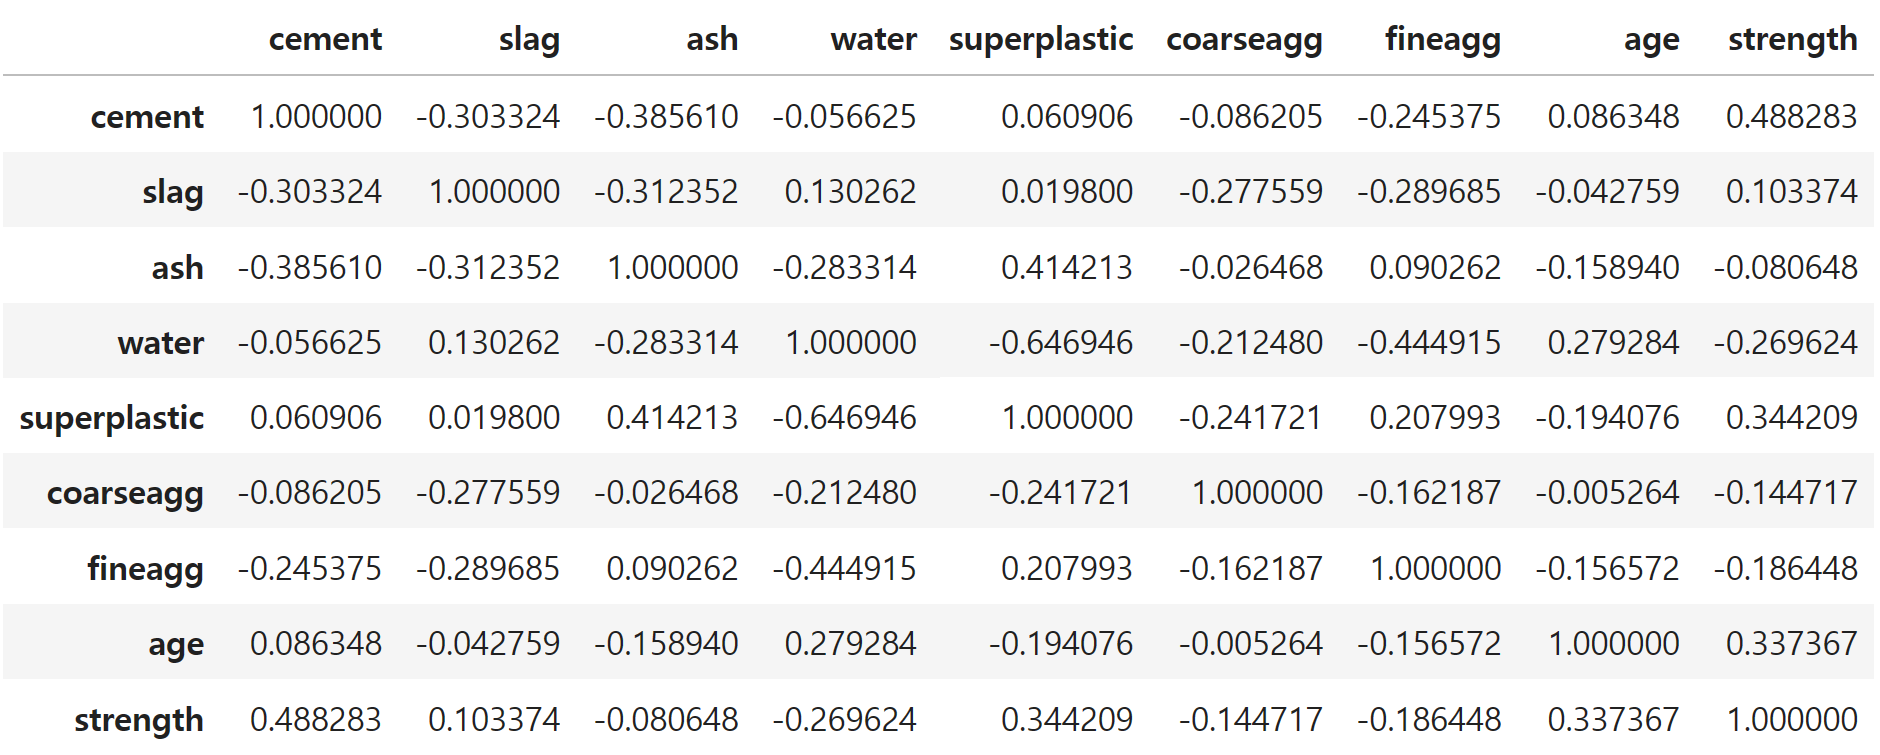 cement slag ash water superplastic coarseagg fineagg age strength
cement 1.000000 -0.303324 -0.385610 -0.056625 0.060906 -0.086205 -0.245375 0.086348 0.488283
slag -0.303324 1.000000 -0.312352 0.130262 0.019800 -0.277559 -0.289685 -0.042759 0.103374
ash -0.385610 -0.312352 1.000000 -0.283314 0.414213 -0.026468 0.090262 -0.158940 -0.080648
water -0.056625 0.130262 -0.283314 1.000000 -0.646946 -0.212480 -0.444915 0.279284 -0.269624
superplastic 0.060906 0.019800 0.414213 -0.646946 1.000000 -0.241721 0.207993 -0.194076 0.344209
coarseagg -0.086205 -0.277559 -0.026468 -0.212480 -0.241721 1.000000 -0.162187 -0.005264 -0.144717
fineagg -0.245375 -0.289685 0.090262 -0.444915 0.207993 -0.162187 1.000000 -0.156572 -0.186448
age 0.086348 -0.042759 -0.158940 0.279284 -0.194076 -0.005264 -0.156572 1.000000 0.337367
strength 0.488283 0.103374 -0.080648 -0.269624 0.344209 -0.144717 -0.186448 0.337367 1.000000